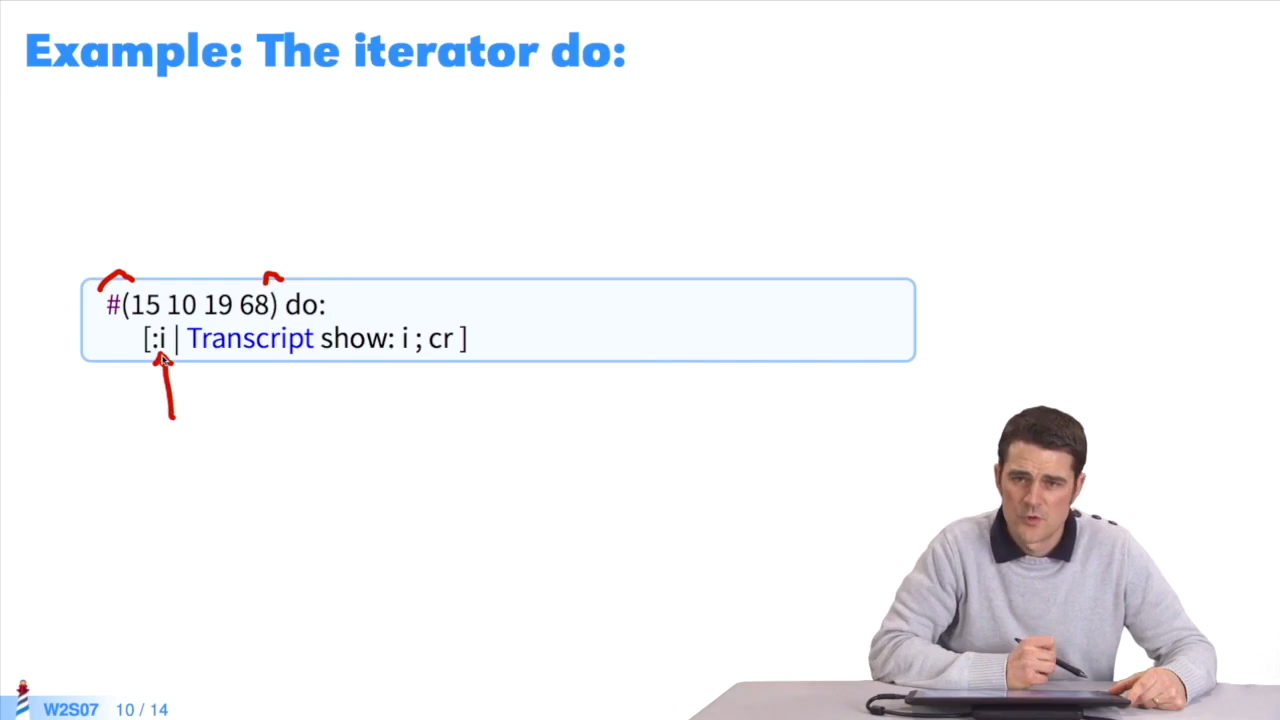 Example: The iterator do:
#(15 10 19 68) do:
[:i | Transcript show: i ; cr ]
W2S07 10 / 14